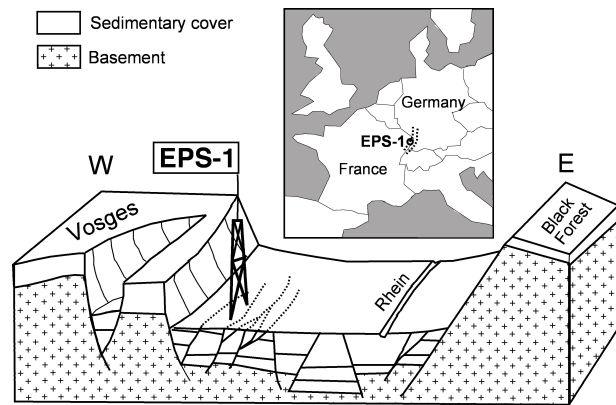 Sedimentary cover
Basement
Germany
EPS-1
France
W
EPS-1
E
Vosges
Black
Forest
Rhein